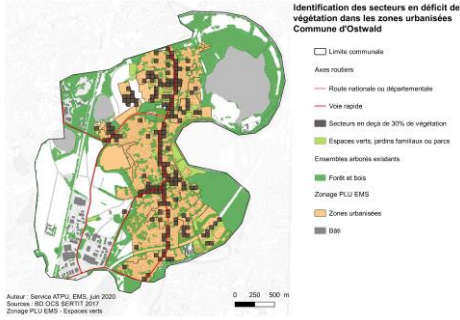 Identification des secteurs en déficit de
végétation dans les zones urbanisées
Commune d'Ostwald
Limite communale
Axes routiers
Route nationale ou départementale
Voie rapide
Secteurs en deçà de 30% de végétation
Espaces verts, jardins familiaux ou parcs
Ensembles arborés existants
Forêt et bois
Zonage PLU EMS
Zones urbanisées
Bâti
Auteur : Service ATPU, EMS, juin 2020
Sources : BD OCS SERTIT 2017
Zonage PLU EMS - Espaces verts
0 250 500 m